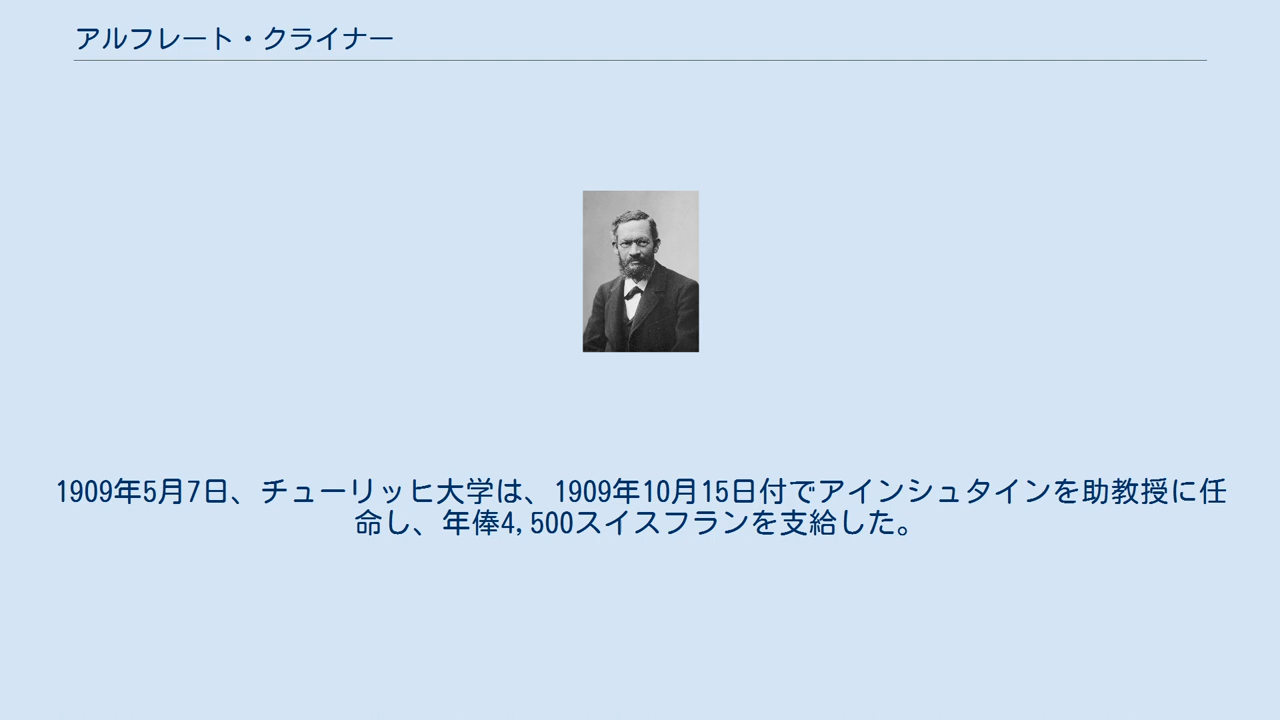 アルフレート・クライナー
1909年5月7日、チューリッヒ大学は、1909年10月15日付でアインシュタインを助教授に任
命し、年俸4,500スイスフランを支給した。